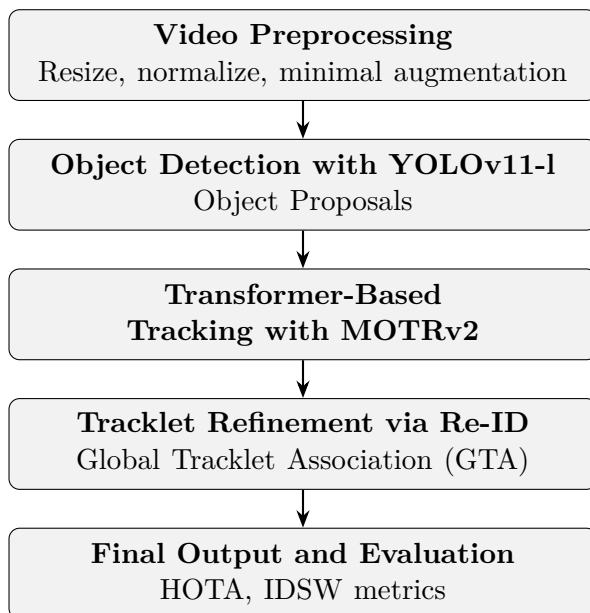 Video Preprocessing
Resize, normalize, minimal augmentation
Object Detection with YOLOv11-l
Object Proposals
Transformer-Based
Tracking with MOTRv2
Tracklet Refinement via Re-ID
Global Tracklet Association (GTA)
Final Output and Evaluation
HOTA, IDSW metrics